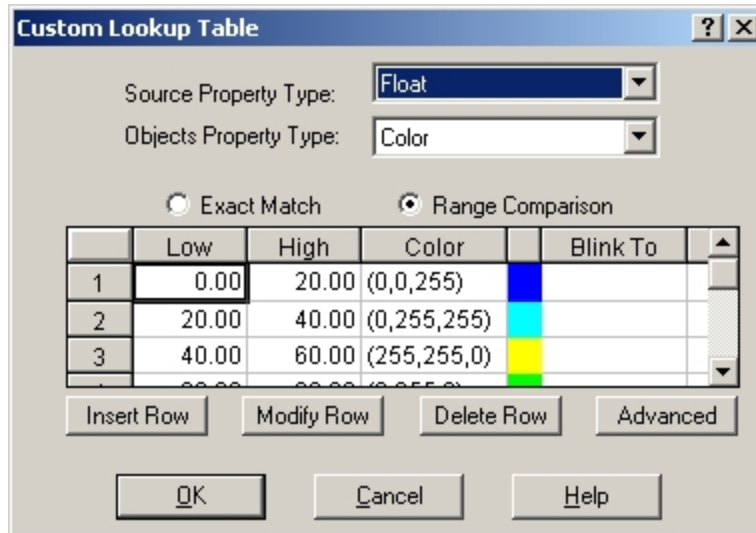 Custom Lookup Table
Source Property Type: Float
Objects Property Type: Color
Exact Match Range Comparison
Low High Color Blink To
1 0.00 20.00 (0,0,255)
2 20.00 40.00 (0,255,255)
3 40.00 60.00 (255,255,0)
Insert Row Modify Row Delete Row Advanced
OK Cancel Help